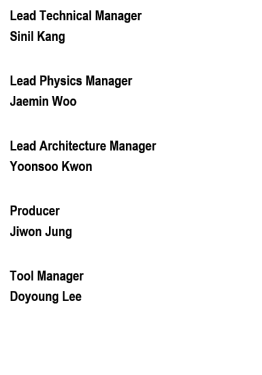 Lead Technical Manager
Sinil Kang
Lead Physics Manager
Jaemin Woo
Lead Architecture Manager
Yoonsoo Kwon
Producer
Jiwon Jung
Tool Manager
Doyoung Lee